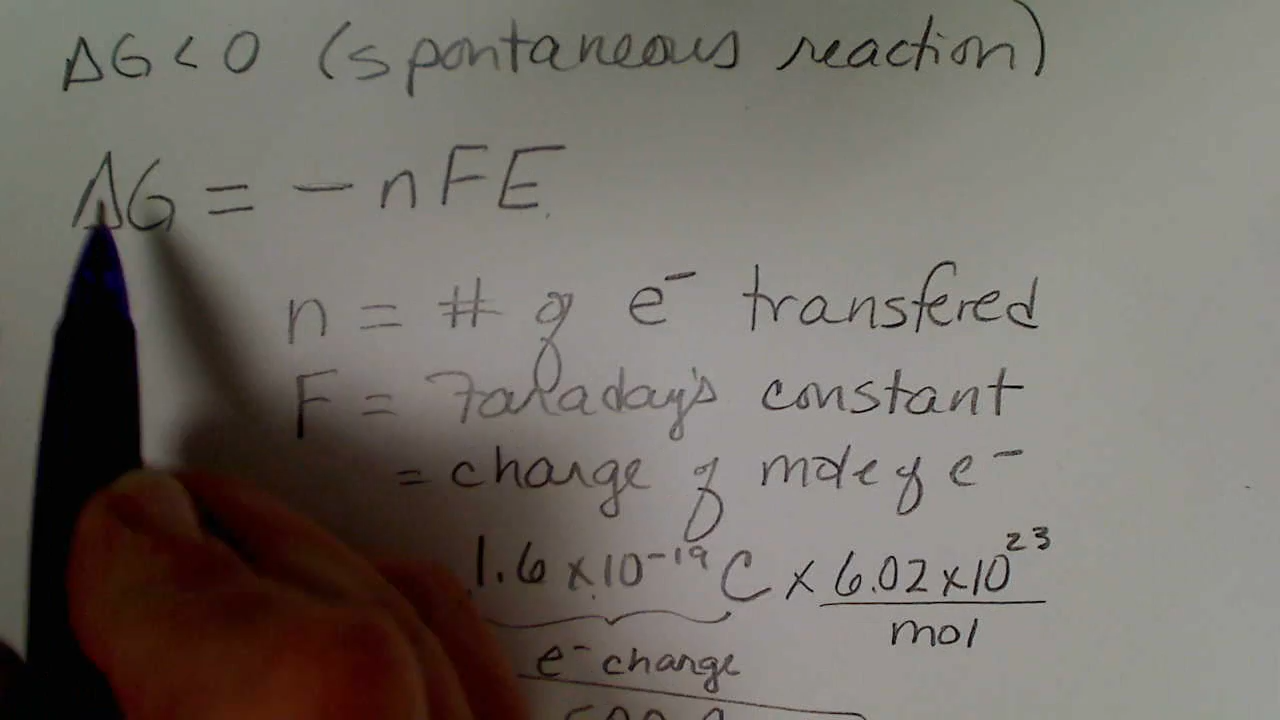 ΔG < 0 (spontaneous reaction)
ΔG = - nFE
n = # of e⁻ transfered
F = Faraday's constant
= charge of mole of e⁻
1.6 x 10⁻¹⁹ C x 6.02 x 10²³
mol
e⁻ change